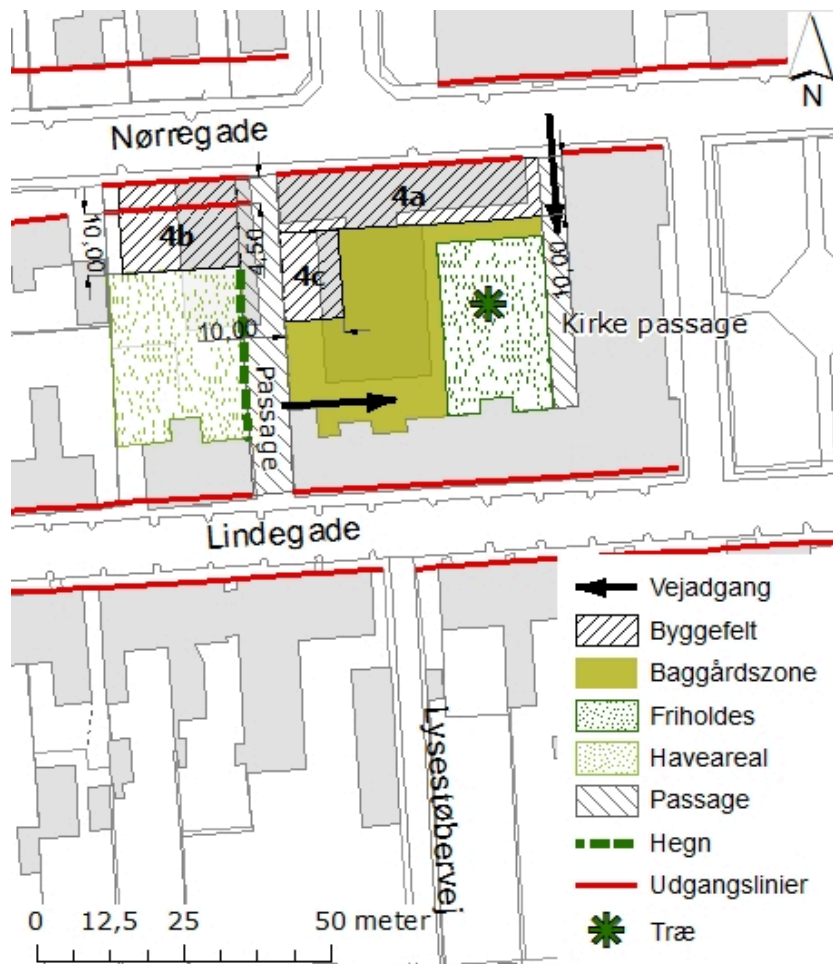 N
Nørregade
4a
4b
10,00
4,50
4c
10,00
10,00
Kirke passage
Passage
Lindegade
Lysestøbervej
Vejadgang
Byggefelt
Baggårdszone
Friholdes
Haveareal
Passage
Hegn
Udgangslinier
Træ
0 12,5 25 50 meter